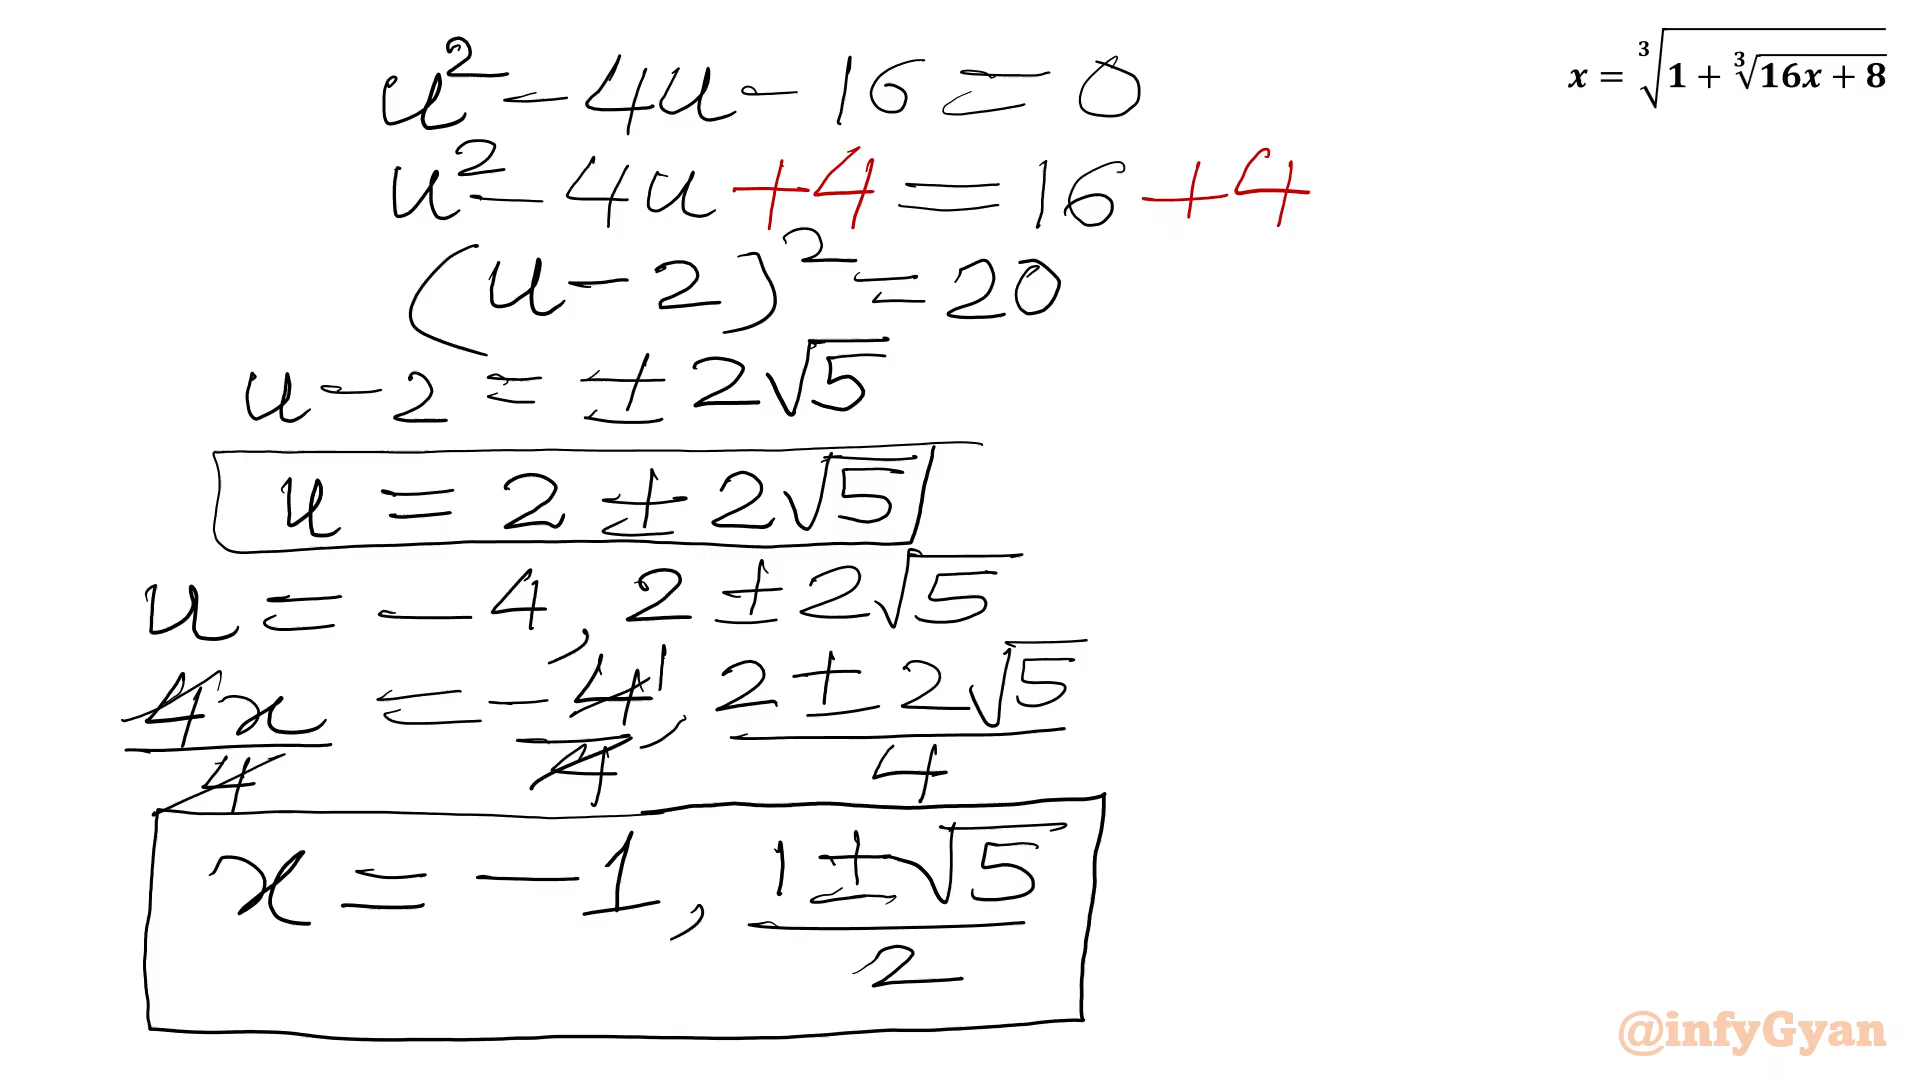 x = ∛(1 + ∛(16x + 8))
u² - 4u - 16 = 0
u² - 4u + 4 = 16 + 4
(u - 2)² = 20
u - 2 = ± 2√5
u = 2 ± 2√5
u = - 4, 2 ± 2√5
4x/4 = - 4/4 1, (2 ± 2√5)/4
x = - 1, (1 ± √5)/2
@infyGyan